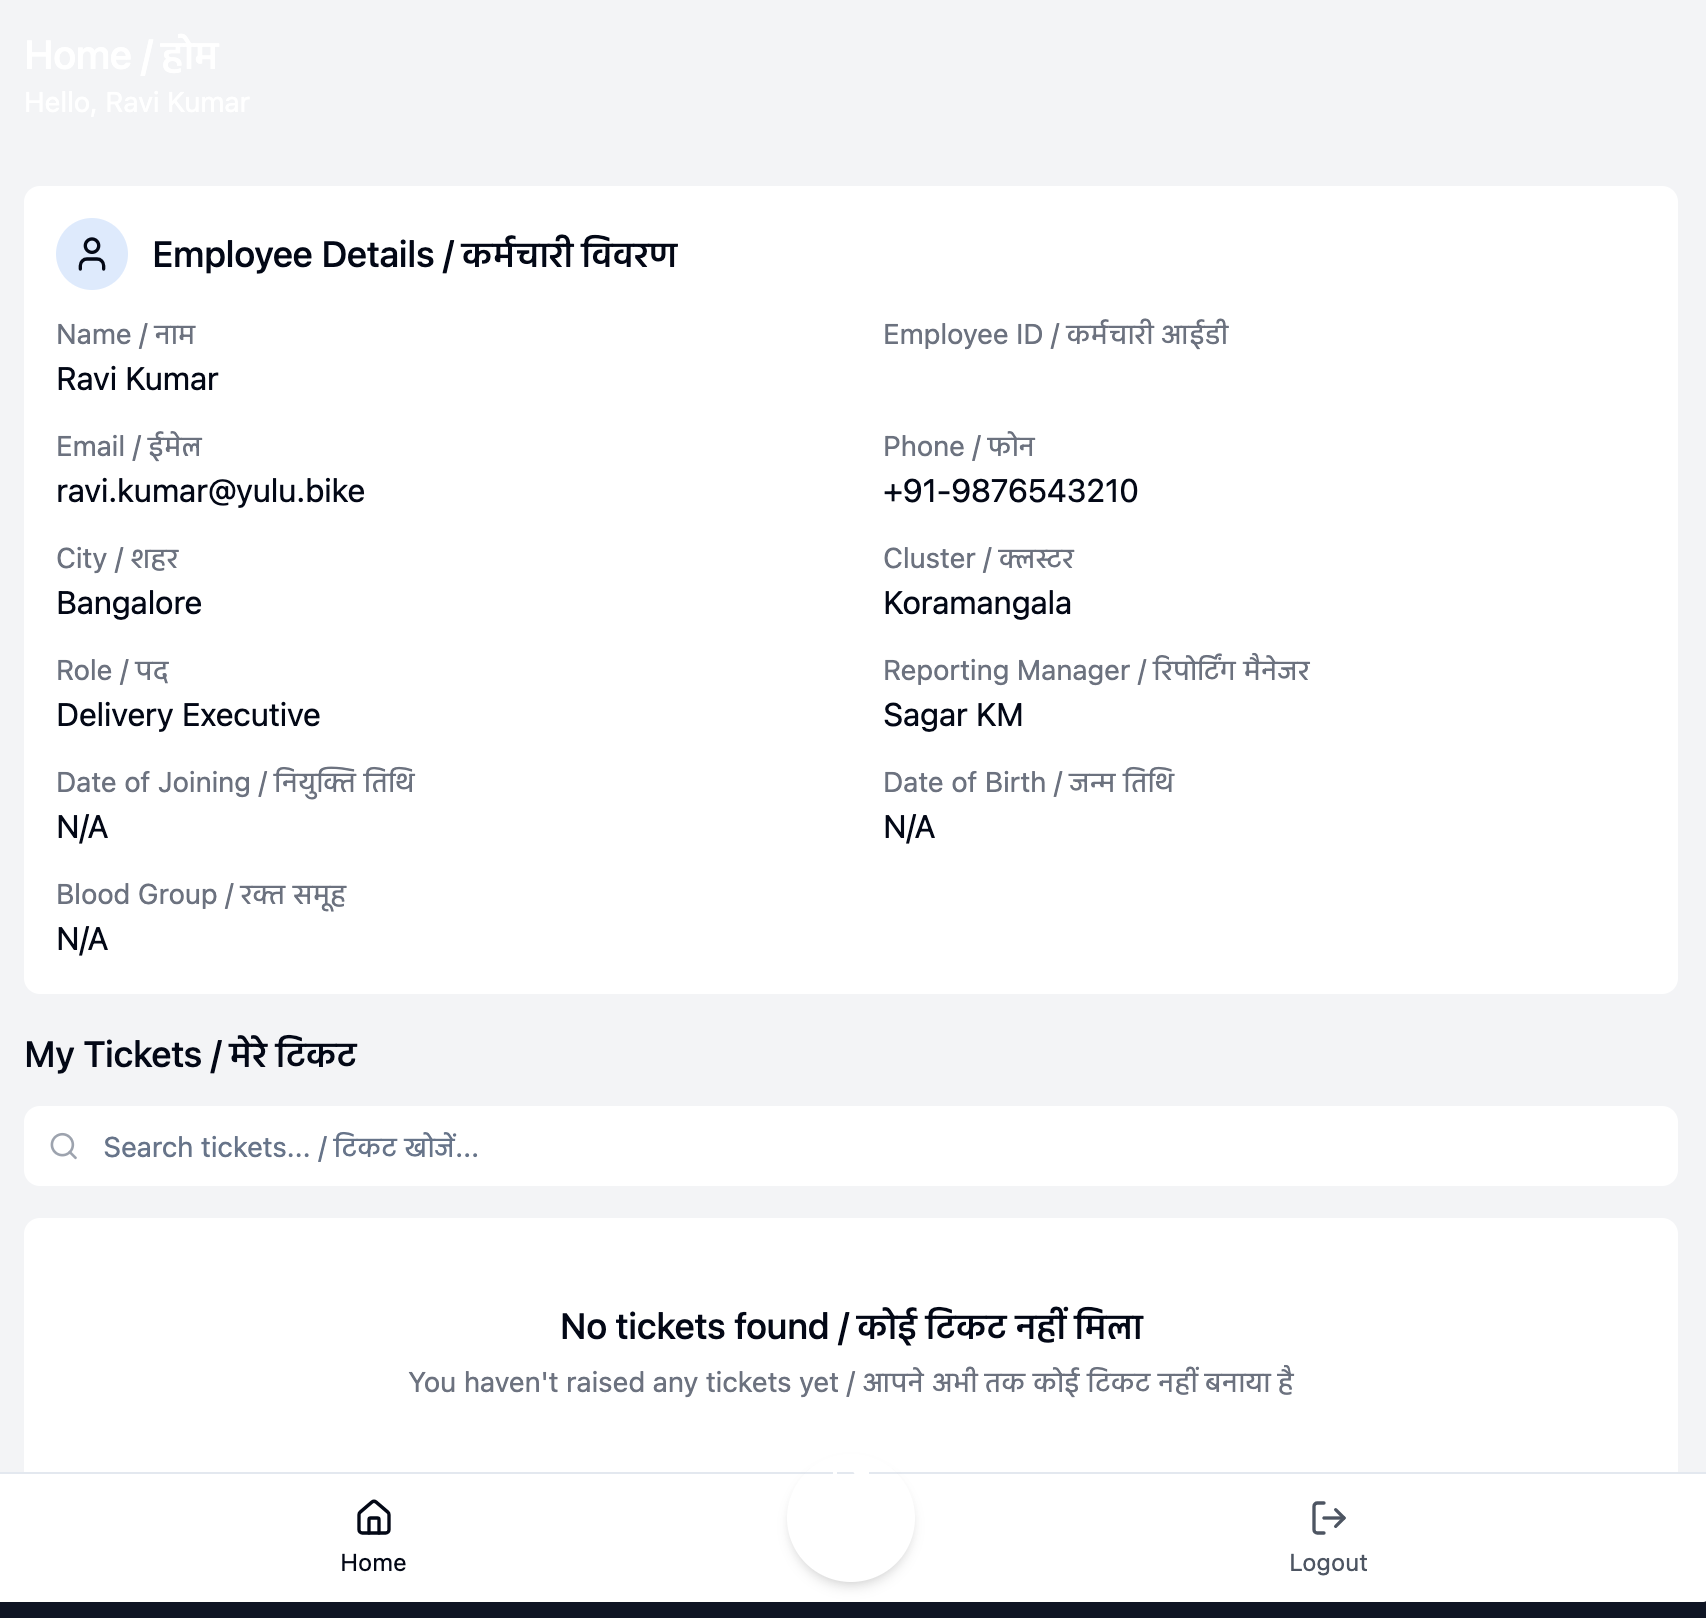 Home / होम
Hello, Ravi Kumar
Employee Details / कर्मचारी विवरण
Name / नाम
Ravi Kumar
Employee ID / कर्मचारी आईडी
Email / ईमेल
ravi.kumar@yulu.bike
Phone / फोन
+91-9876543210
City / शहर
Bangalore
Cluster / क्लस्टर
Koramangala
Role / पद
Delivery Executive
Reporting Manager / रिपोर्टिंग मैनेजर
Sagar KM
Date of Joining / नियुक्ति तिथि
N/A
Date of Birth / जन्म तिथि
N/A
Blood Group / रक्त समूह
N/A
My Tickets / मेरे टिकट
Search tickets... / टिकट खोजें...
No tickets found / कोई टिकट नहीं मिला
You haven't raised any tickets yet / आपने अभी तक कोई टिकट नहीं बनाया है
Home
Logout